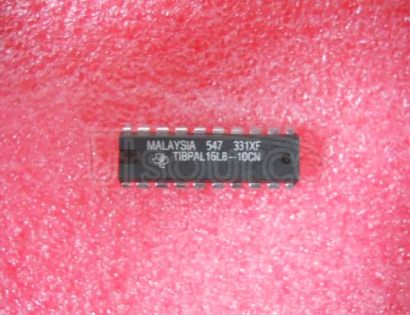 MALAYSIA 547 331XF
TIBPAL16L8-10CN